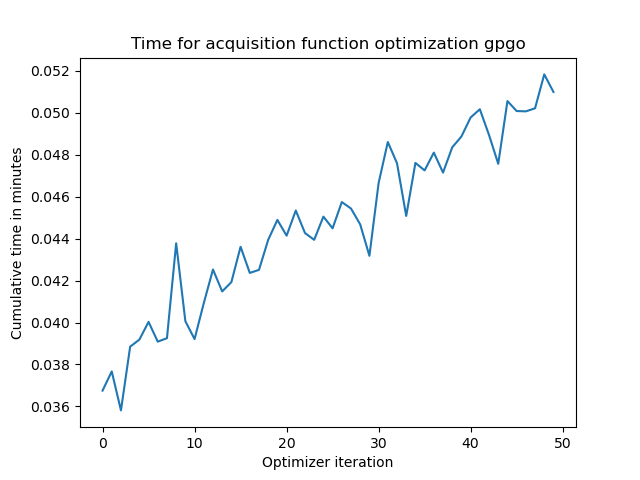 Time for acquisition function optimization gpgo
0.052
0.050
0.048
0.046
0.044
0.042
0.040
0.038
0.036
Cumulative time in minutes
0 10 20 30 40 50
Optimizer iteration